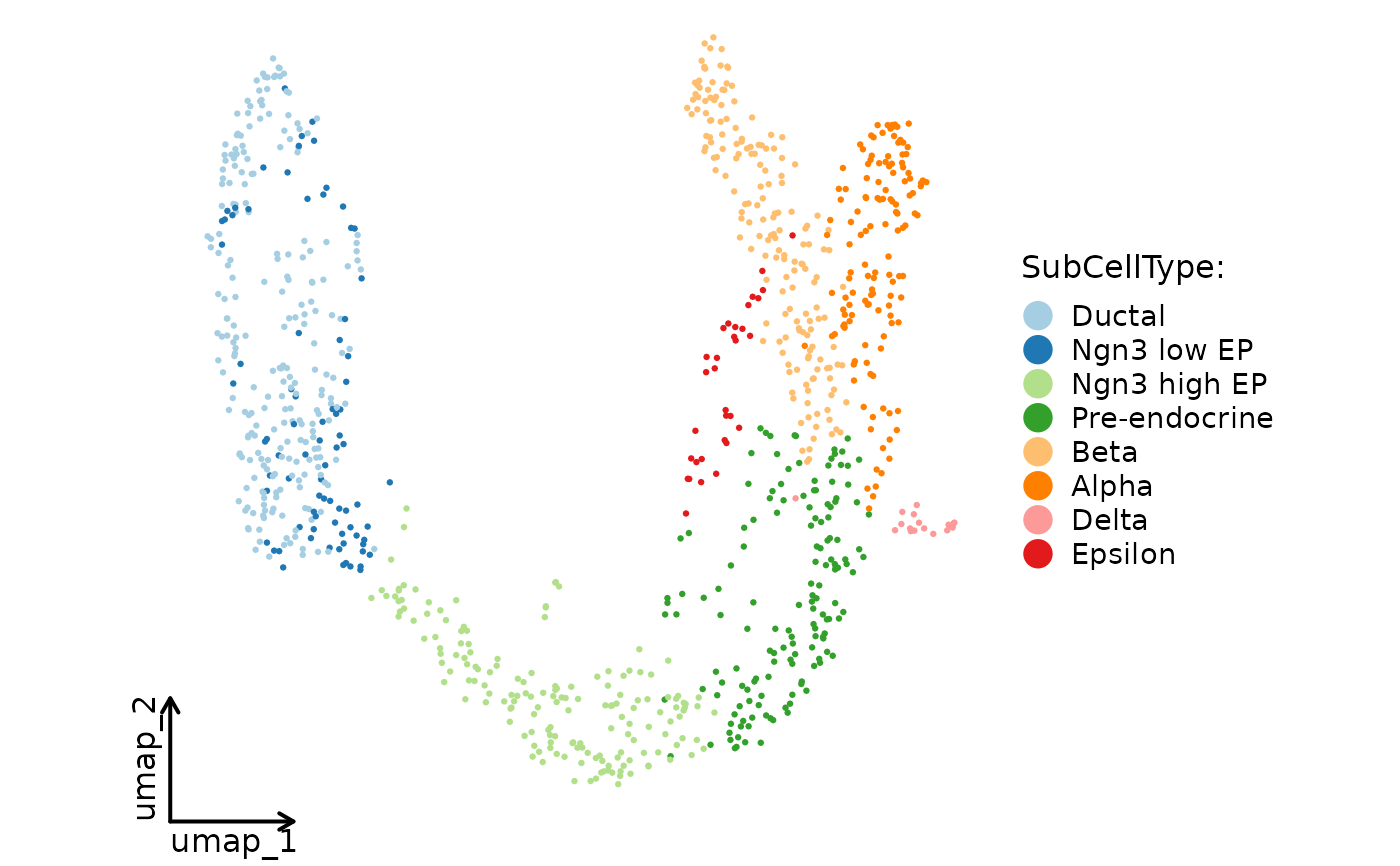 SubCellType:
Ductal
Ngn3 low EP
Ngn3 high EP
Pre-endocrine
Beta
Alpha
Delta
Epsilon
umap_2
umap_1